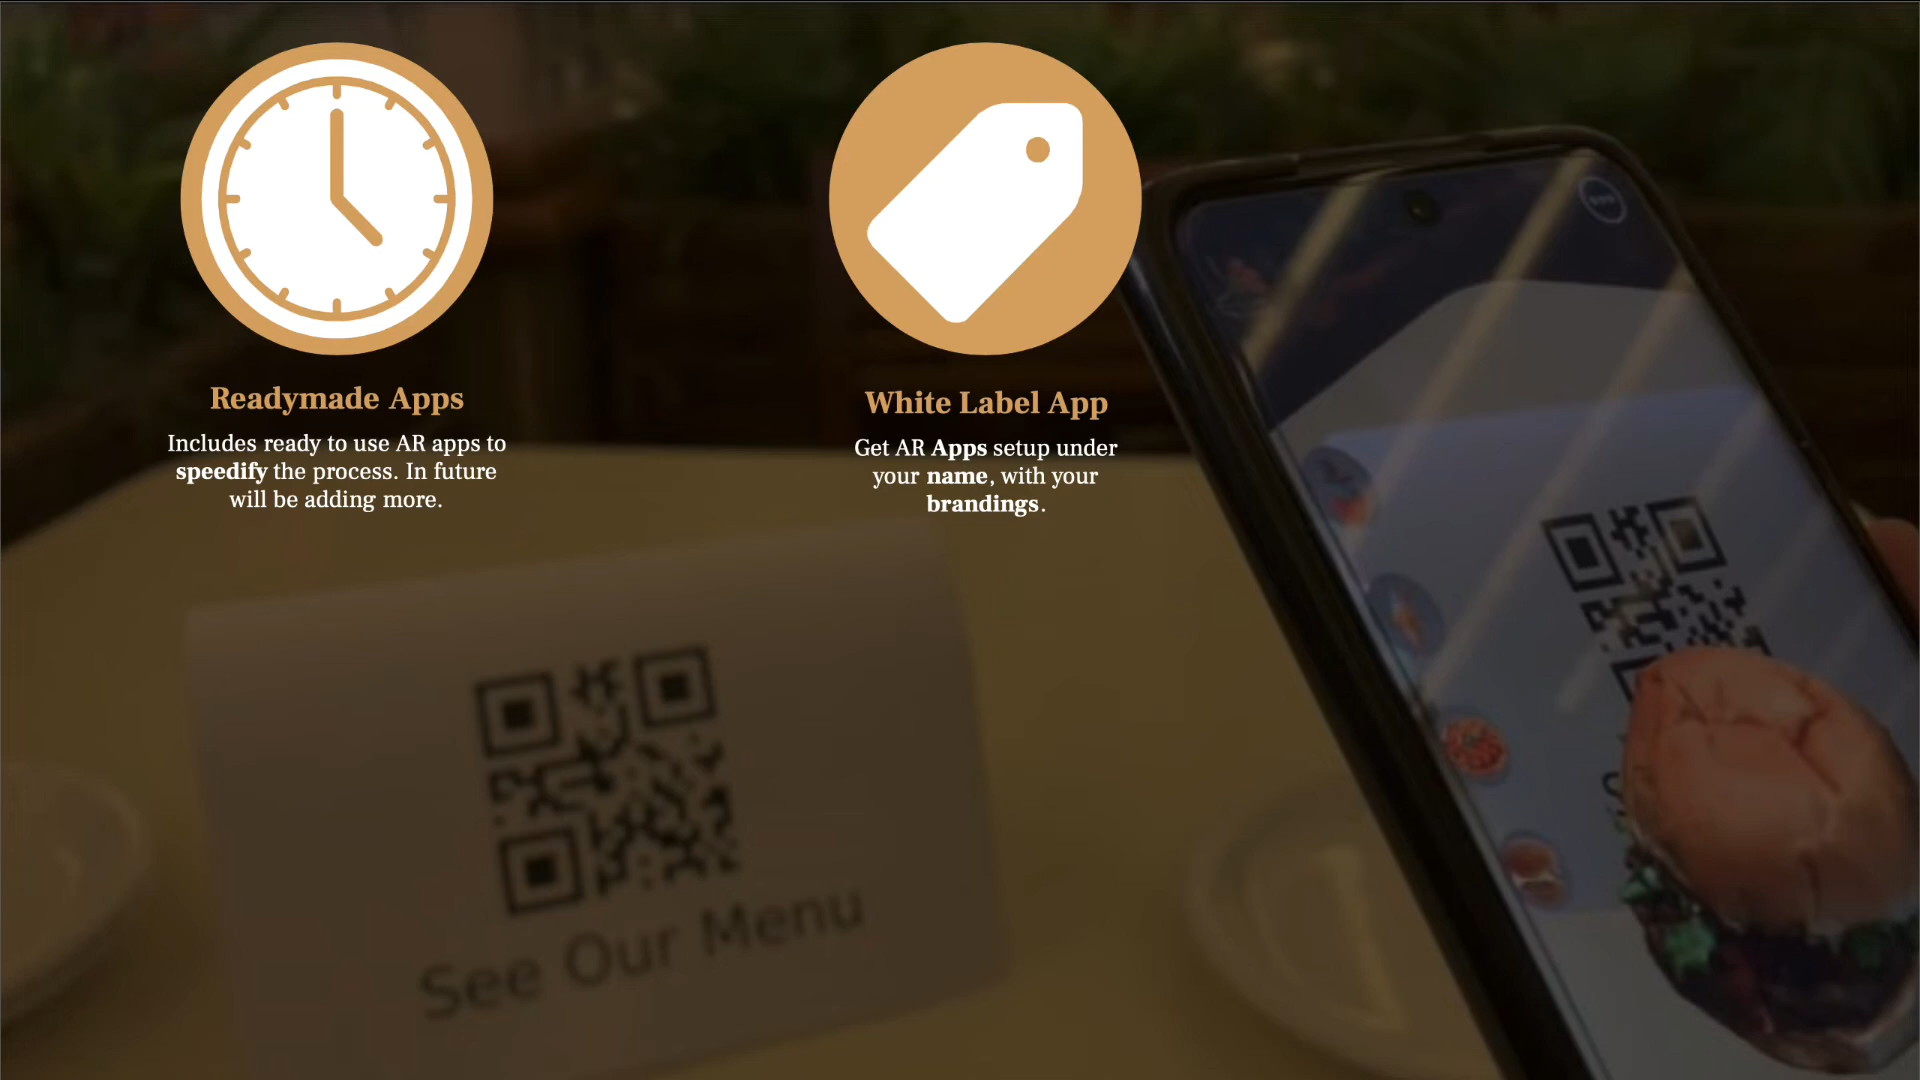 Readymade Apps
Includes ready to use AR apps to
speedify the process. In future
will be adding more.
White Label App
Get AR Apps setup under
your name, with your
brandings.
See Our Menu